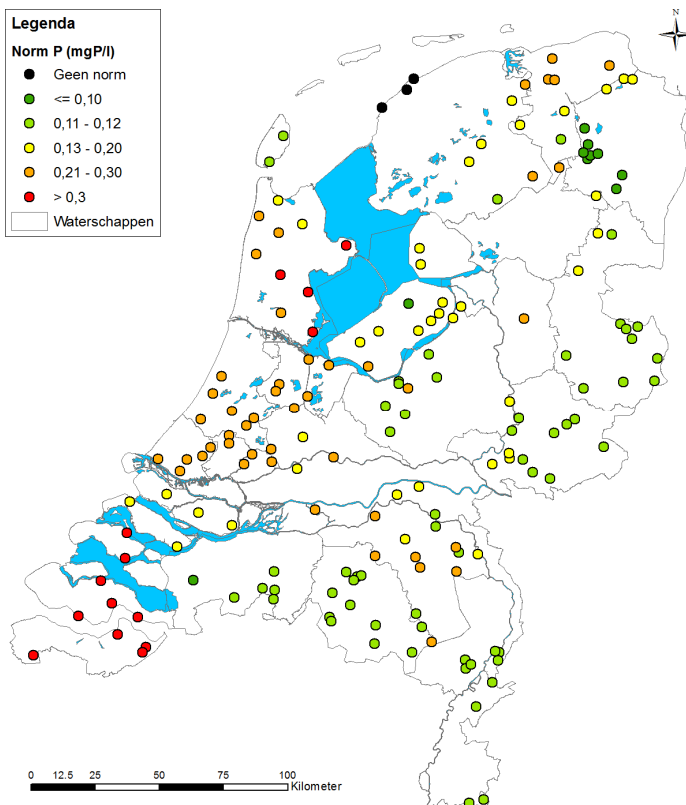 Legenda
Norm P (mgP/l)
Geen norm
<= 0,10
0,11 - 0,12
0,13 - 0,20
0,21 - 0,30
> 0,3
Waterschappen
N
0 12.5 25 50 75 100
Kilometer